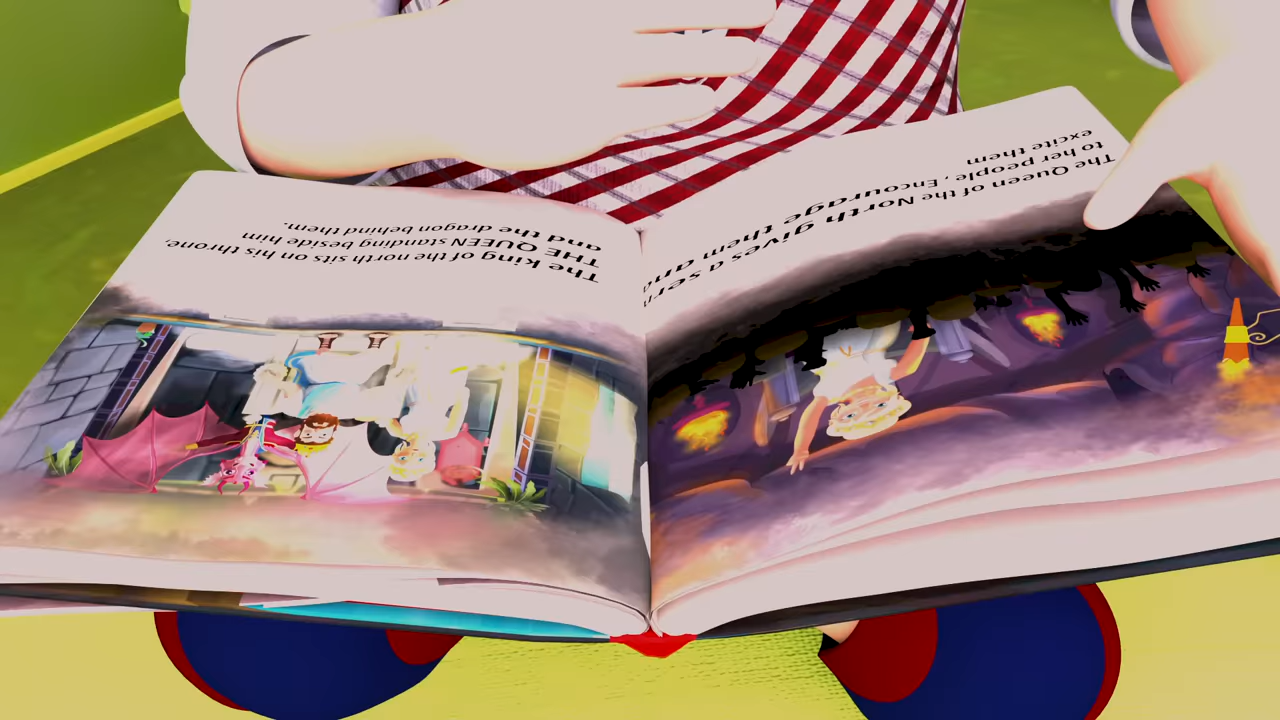 The Queen of the North gives a
to her people, Encourage them and
excite them
The king of the north sits on his throne,
THE QUEEN standing beside him
and the dragon behind them.